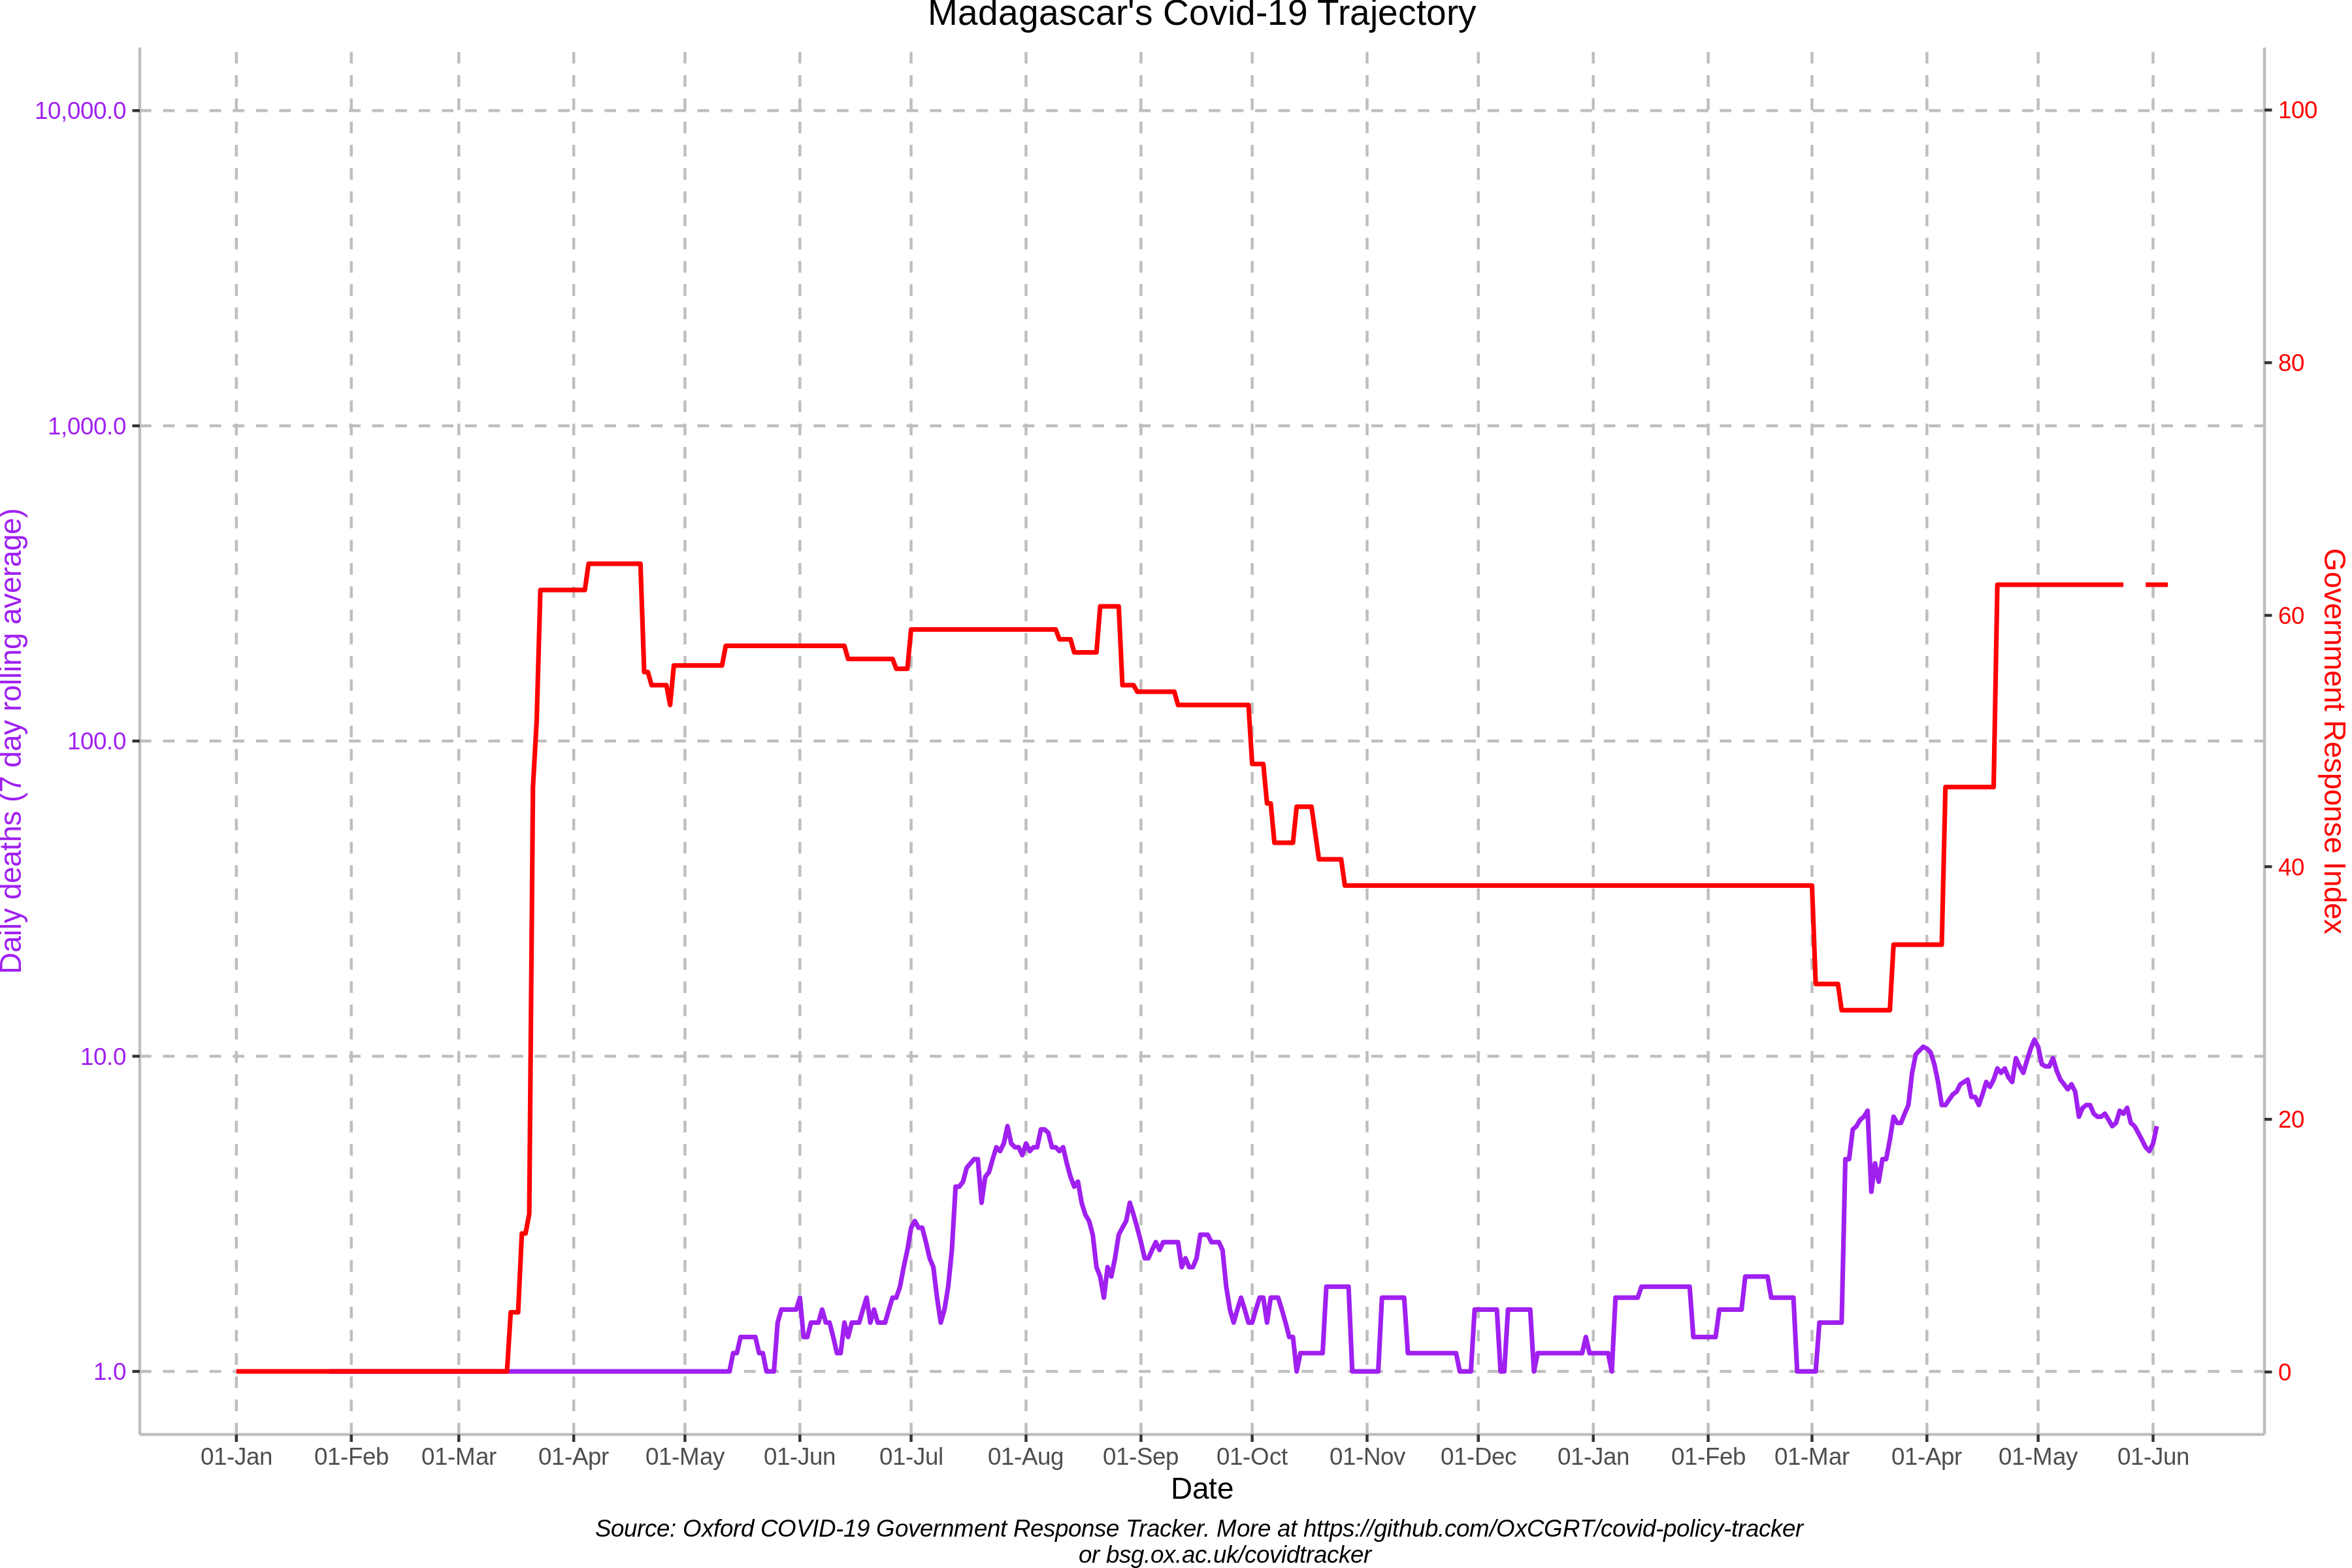 Madagascar's Covid-19 Trajectory
10,000.0
1,000.0
100.0
10.0
1.0
Daily deaths (7 day rolling average)
100
80
60
40
20
0
Government Response Index
01-Jan 01-Feb 01-Mar 01-Apr 01-May 01-Jun 01-Jul 01-Aug 01-Sep 01-Oct 01-Nov 01-Dec 01-Jan 01-Feb 01-Mar 01-Apr 01-May 01-Jun
Date
Source: Oxford COVID-19 Government Response Tracker. More at https://github.com/OxCGRT/covid-policy-tracker
or bsg.ox.ac.uk/covidtracker